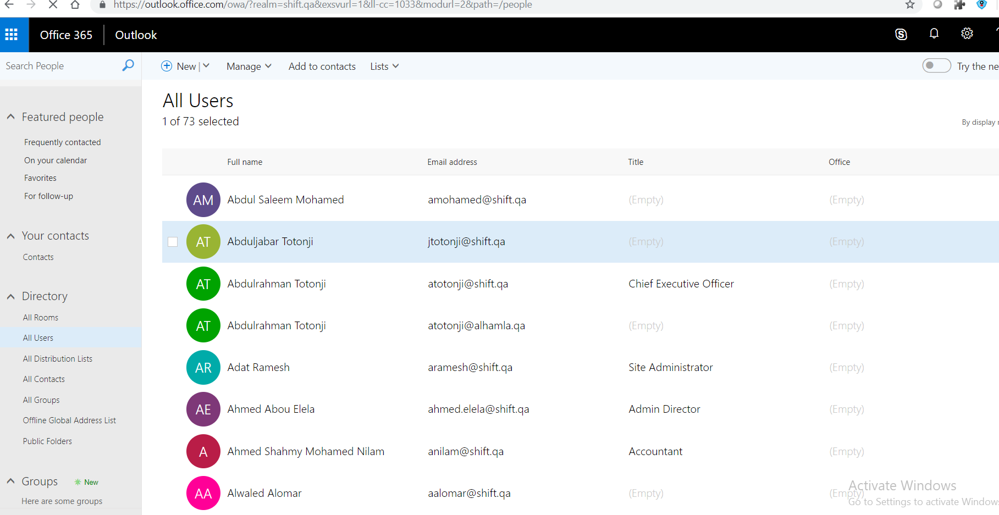 https://outlook.office.com/owa/?realm=shift.qa&exsvurl=1&ll-cc=1033&modurl=2&path=/people
Office 365 Outlook
Search People New Manage Add to contacts Lists Try the ne
All Users
1 of 73 selected
By display
Featured people
Frequently contacted
On your calendar
Favorites
For follow-up
Your contacts
Contacts
Directory
All Rooms
All Users
All Distribution Lists
All Contacts
All Groups
Offline Global Address List
Public Folders
Groups New
Here are some groups
Full name Email address Title Office
AM Abdul Saleem Mohamed amohamed@shift.qa (Empty) (Empty)
AT Abduljabar Totonji jtotonji@shift.qa (Empty) (Empty)
AT Abdulrahman Totonji atotonji@shift.qa Chief Executive Officer (Empty)
AT Abdulrahman Totonji atotonji@alhamla.qa (Empty) (Empty)
AR Adat Ramesh aramesh@shift.qa Site Administrator (Empty)
AE Ahmed Abou Elela ahmed.elela@shift.qa Admin Director (Empty)
A Ahmed Shahmy Mohamed Nilam anilam@shift.qa Accountant (Empty)
AA Alwaled Alomar aalomar@shift.qa (Empty) (Empty)
Activate Windows
Go to Settings to activate Windows